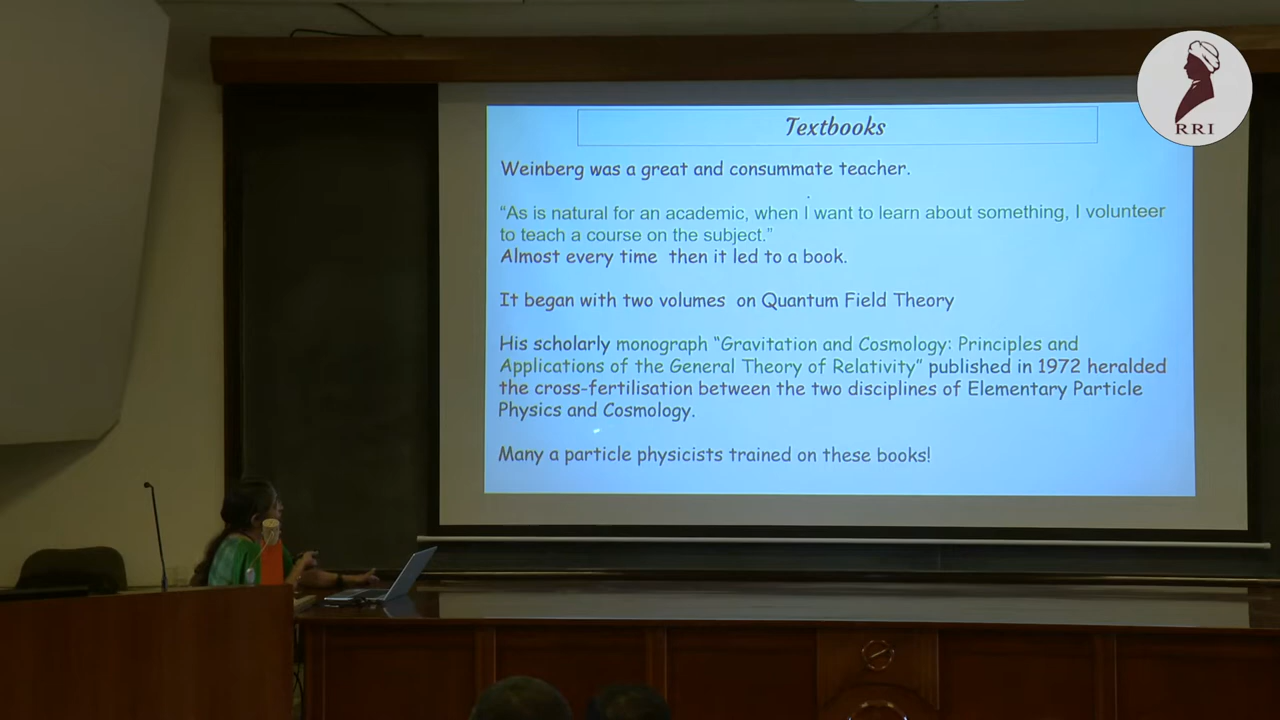 RRI
Textbooks
Weinberg was a great and consummate teacher.
“As is natural for an academic, when I want to learn about something, I volunteer
to teach a course on the subject.”
Almost every time then it led to a book.
It began with two volumes on Quantum Field Theory
His scholarly monograph “Gravitation and Cosmology: Principles and
Applications of the General Theory of Relativity” published in 1972 heralded
the cross-fertilisation between the two disciplines of Elementary Particle
Physics and Cosmology.
Many a particle physicists trained on these books!